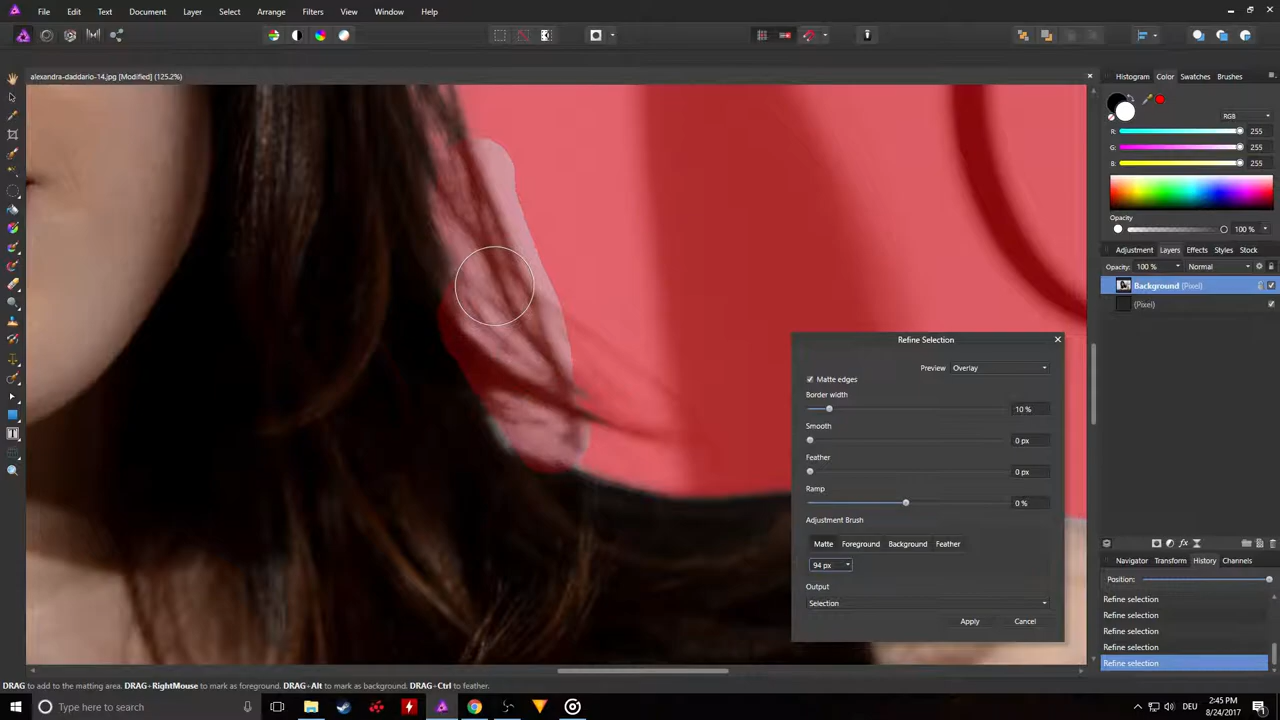 File Edit Text Document Layer Select Arrange Filters View Window Help
alexandra-daddario-14.jpg [Modified] (125.2%)
Histogram Color Swatches Brushes
RGB
R: 255
G: 255
B: 255
Opacity
100 %
Adjustment Layers Effects Styles Stock
Opacity: 100 % Normal
Background (Pixel)
(Pixel)
Refine Selection
Preview Overlay
Matte edges
Border width
10 %
Smooth
0 px
Feather
0 px
Ramp
0 %
Adjustment Brush
Matte Foreground Background Feather
94 px
Output
Selection
Apply Cancel
Navigator Transform History Channels
Position:
Refine selection
Refine selection
Refine selection
Refine selection
Refine selection
DRAG to add to the matting area. DRAG+RightMouse to mark as foreground. DRAG+Alt to mark as background. DRAG+Ctrl to feather.
Type here to search
DEU
2:45 PM
8/24/2017